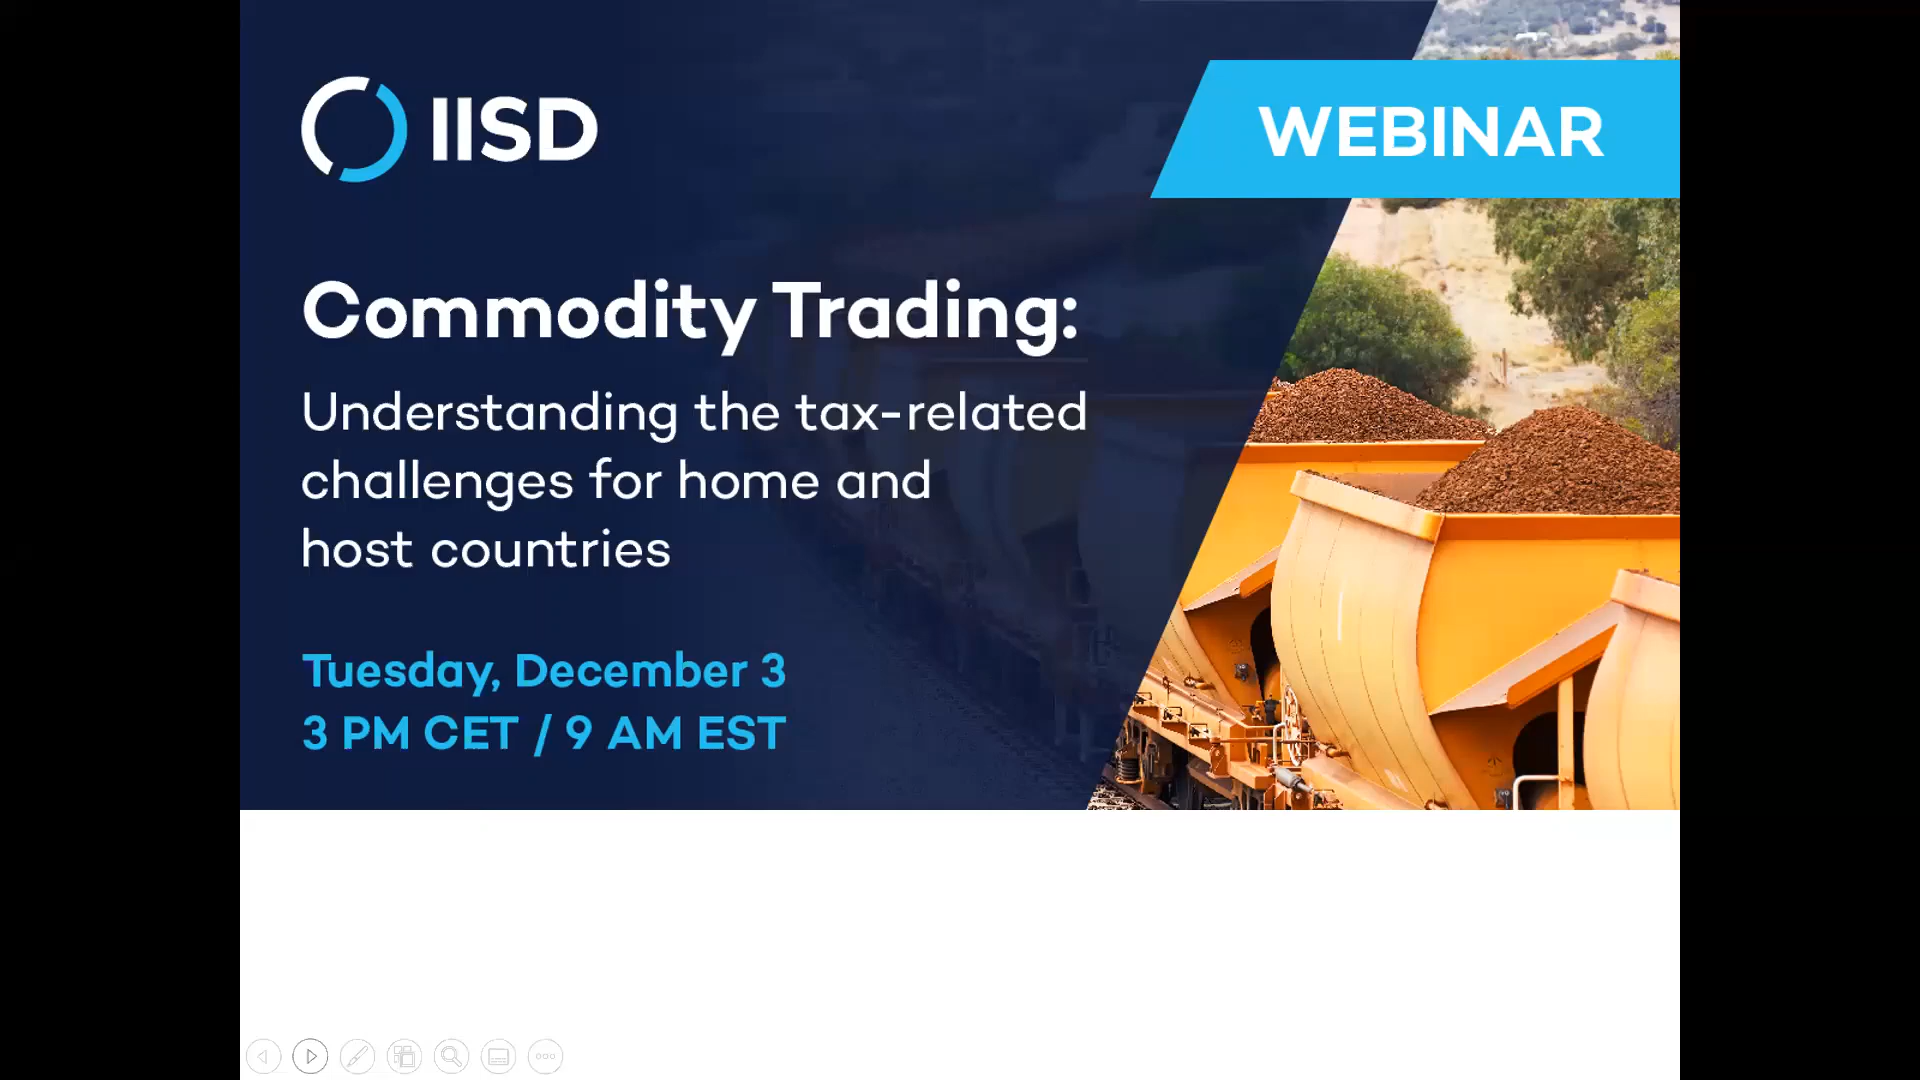 IISD
WEBINAR
Commodity Trading:
Understanding the tax-related
challenges for home and
host countries
Tuesday, December 3
3 PM CET / 9 AM EST